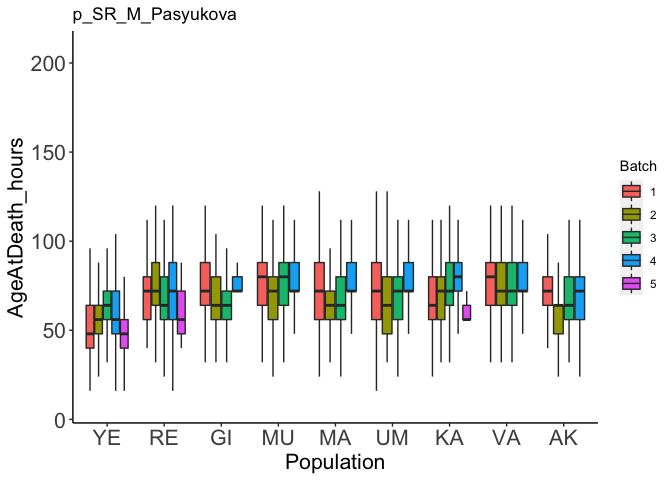 p_SR_M_Pasyukova
200
150
100
50
0
AgeAtDeath_hours
YE RE GI MU MA UM KA VA AK
Population
Batch
1
2
3
4
5